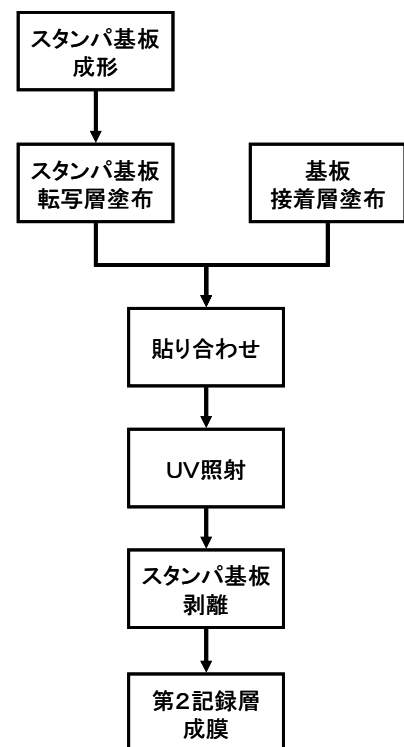 スタンパ基板
成形
スタンパ基板
転写層塗布
基板
接着層塗布
貼り合わせ
UV照射
スタンパ基板
剥離
第2記録層
成膜